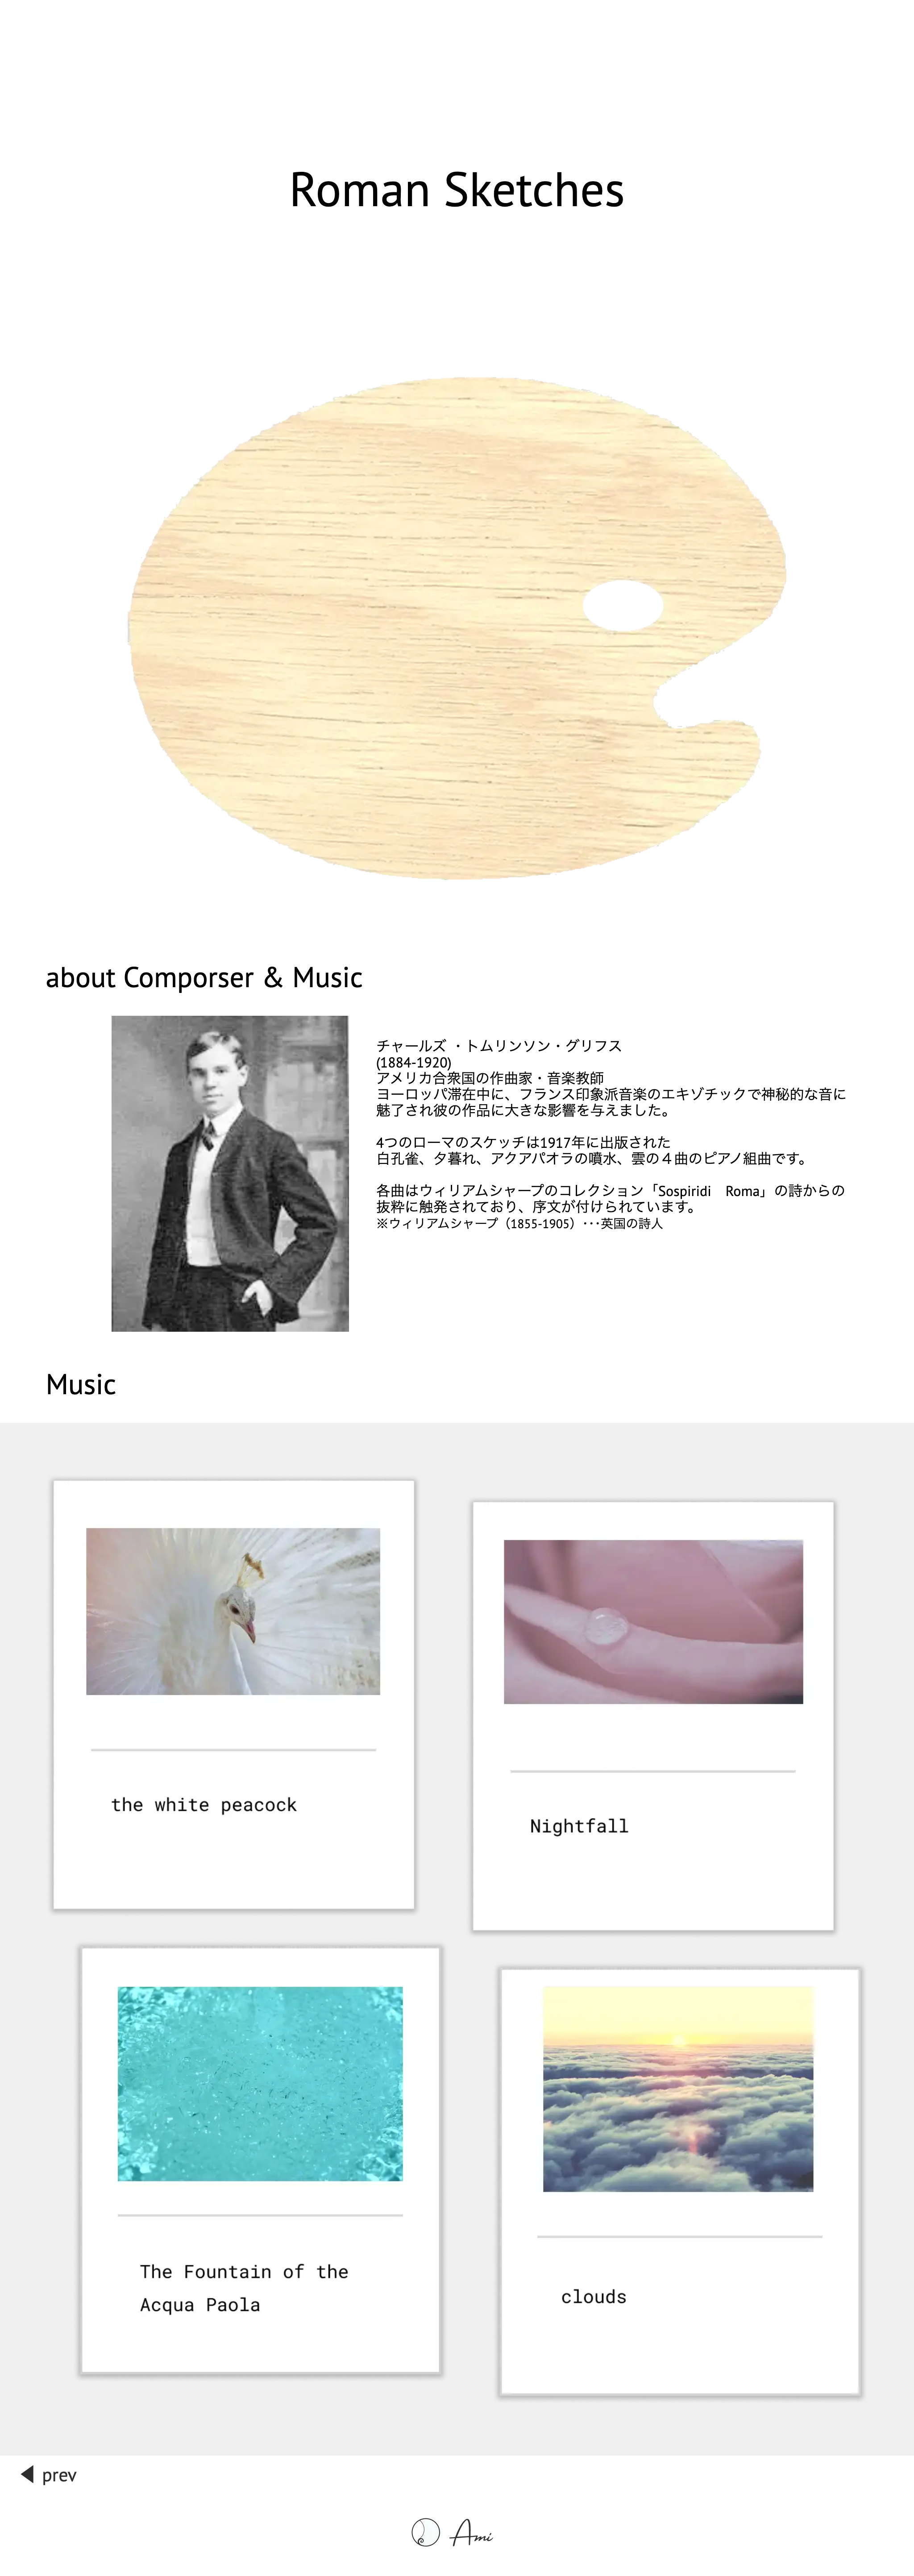 Roman Sketches
about Comporser & Music
チャールズ ・トムリンソン・グリフス
(1884-1920)
アメリカ合衆国の作曲家・音楽教師
ヨーロッパ滞在中に、フランス印象派音楽のエキゾチックで神秘的な音に
魅了され彼の作品に大きな影響を与えました。
4つのローマのスケッチは1917年に出版された
白孔雀、夕暮れ、アクアパオラの噴水、雲の４曲のピアノ組曲です。
各曲はウィリアムシャープのコレクション「Sospiridi　Roma」の詩からの
抜粋に触発されており、序文が付けられています。
※ウィリアムシャープ（1855-1905）･･･英国の詩人
Music
the white peacock
Nightfall
The Fountain of the
Acqua Paola
clouds
◀ prev
Ami